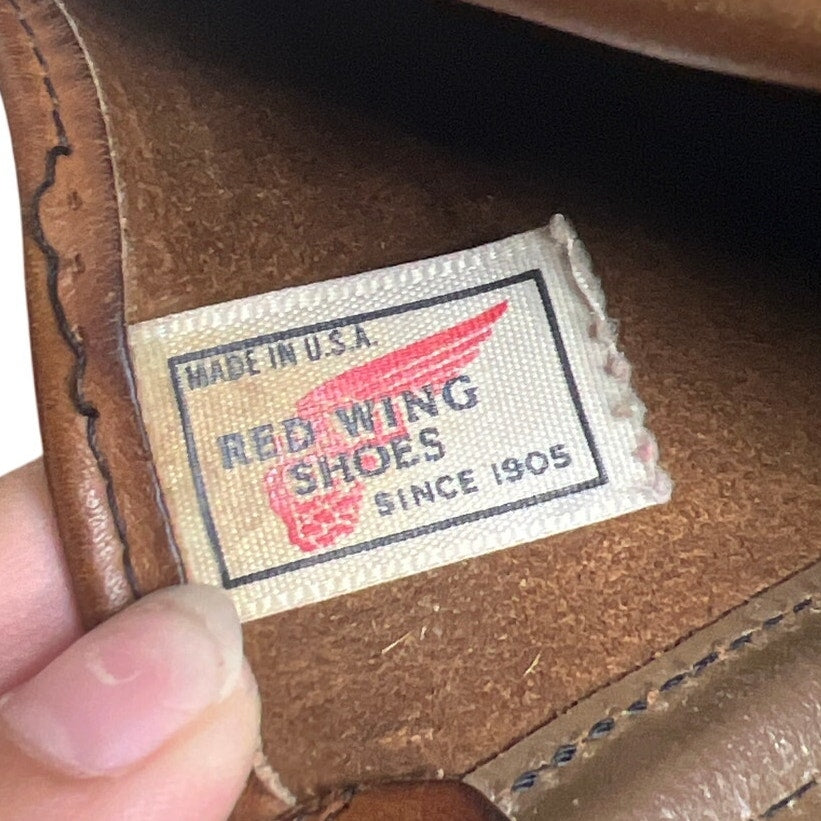 MADE IN U.S.A.
RED WING
SHOES
SINCE 1905